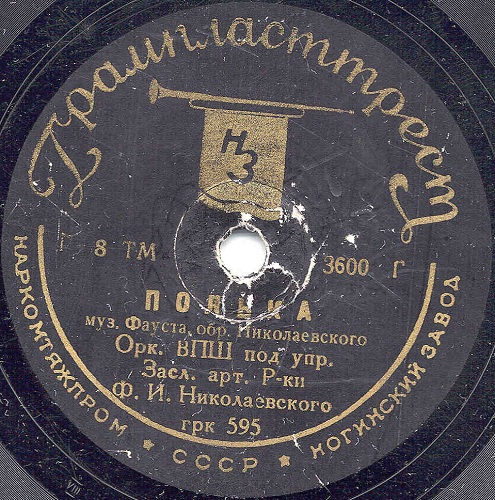 Грампласттрест
НЗ
Г 8 ТМ
3600 Г
муз. Фауста, обр. Николаевского
Орк. ВПШ под упр.
Засл. арт. Р-ки
Ф. И. Николаевского
грк 595
НАРКОМТЯЖПРОМ ★ СССР ★ НОГИНСКИЙ ЗАВОД
VIII